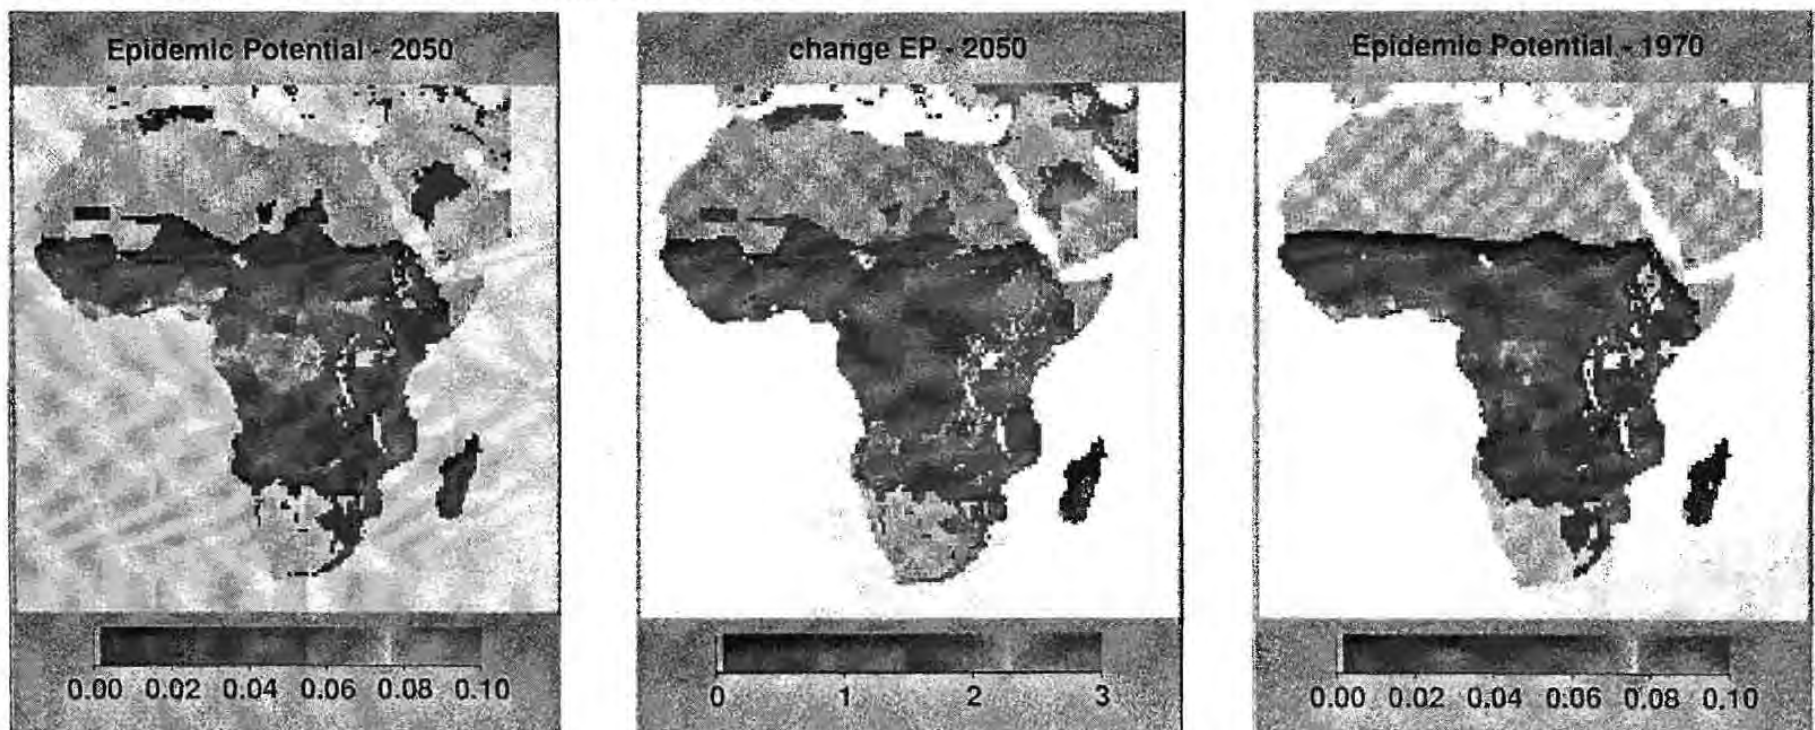 Epidemic Potential - 2050
0.00 0.02 0.04 0.06 0.08 0.10
change EP - 2050
0 1 2 3
Epidemic Potential - 1970
0.00 0.02 0.04 0.06 0.08 0.10